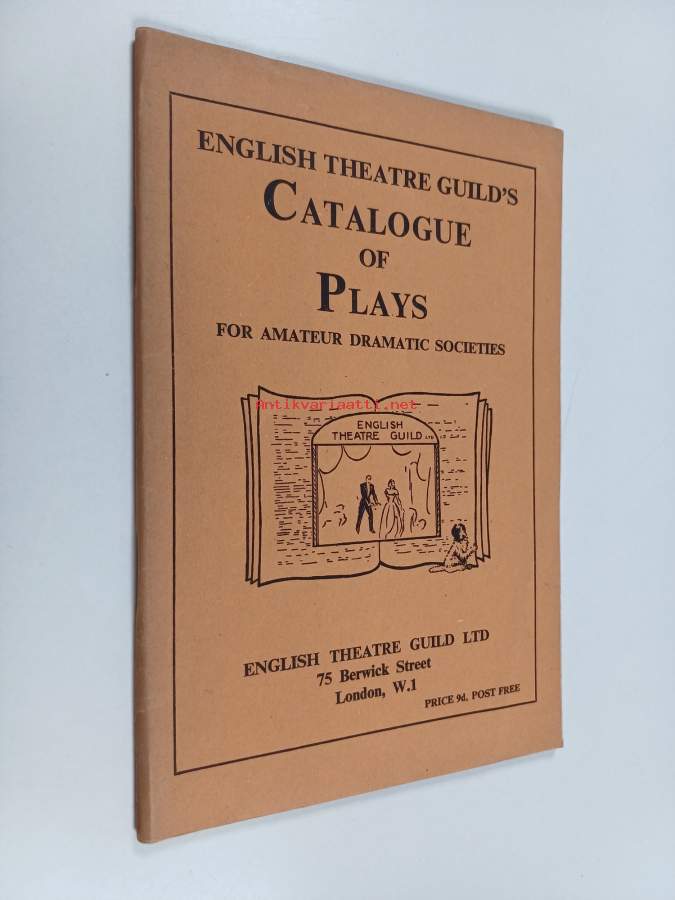 ENGLISH THEATRE GUILD'S
CATALOGUE
OF
PLAYS
FOR AMATEUR DRAMATIC SOCIETIES
Antikvariaatti.net
ENGLISH
THEATRE GUILD LTD
ENGLISH THEATRE GUILD LTD
75 Berwick Street
London, W.1
PRICE 9d. POST FREE